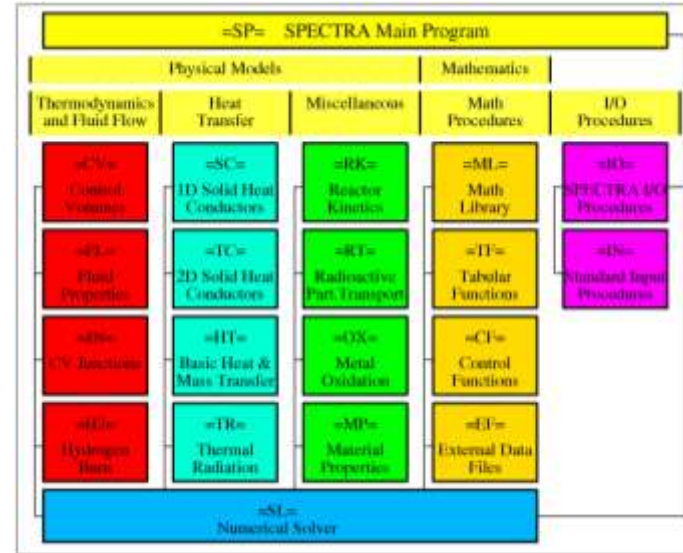 =SP= SPECTRA Main Program
Physical Models
Mathematics
Thermodynamics
and Fluid Flow
Heat
Transfer
Miscellaneous
Math
Procedures
I/O
Procedures
=CV=
Control
Volumes
=FL=
Fluid
Properties
=JN=
CV Junctions
Hydrogen
Burn
=SC=
1D Solid Heat
Conductors
=TC=
2D Solid Heat
Conductors
=HT=
Basic Heat &
Mass Transfer
=TR=
Thermal
Radiation
=RK=
Reactor
Kinetics
=RT=
Radioactive
Part.Transport
=OX=
Metal
Oxidation
=MP=
Material
Properties
=ML=
Math
Library
=TF=
Tabular
Functions
=CF=
Control
Functions
=EF=
External Data
Files
=IO=
SPECTRA I/O
Procedures
=IN=
Standard Input
Procedures
=SL=
Numerical Solver